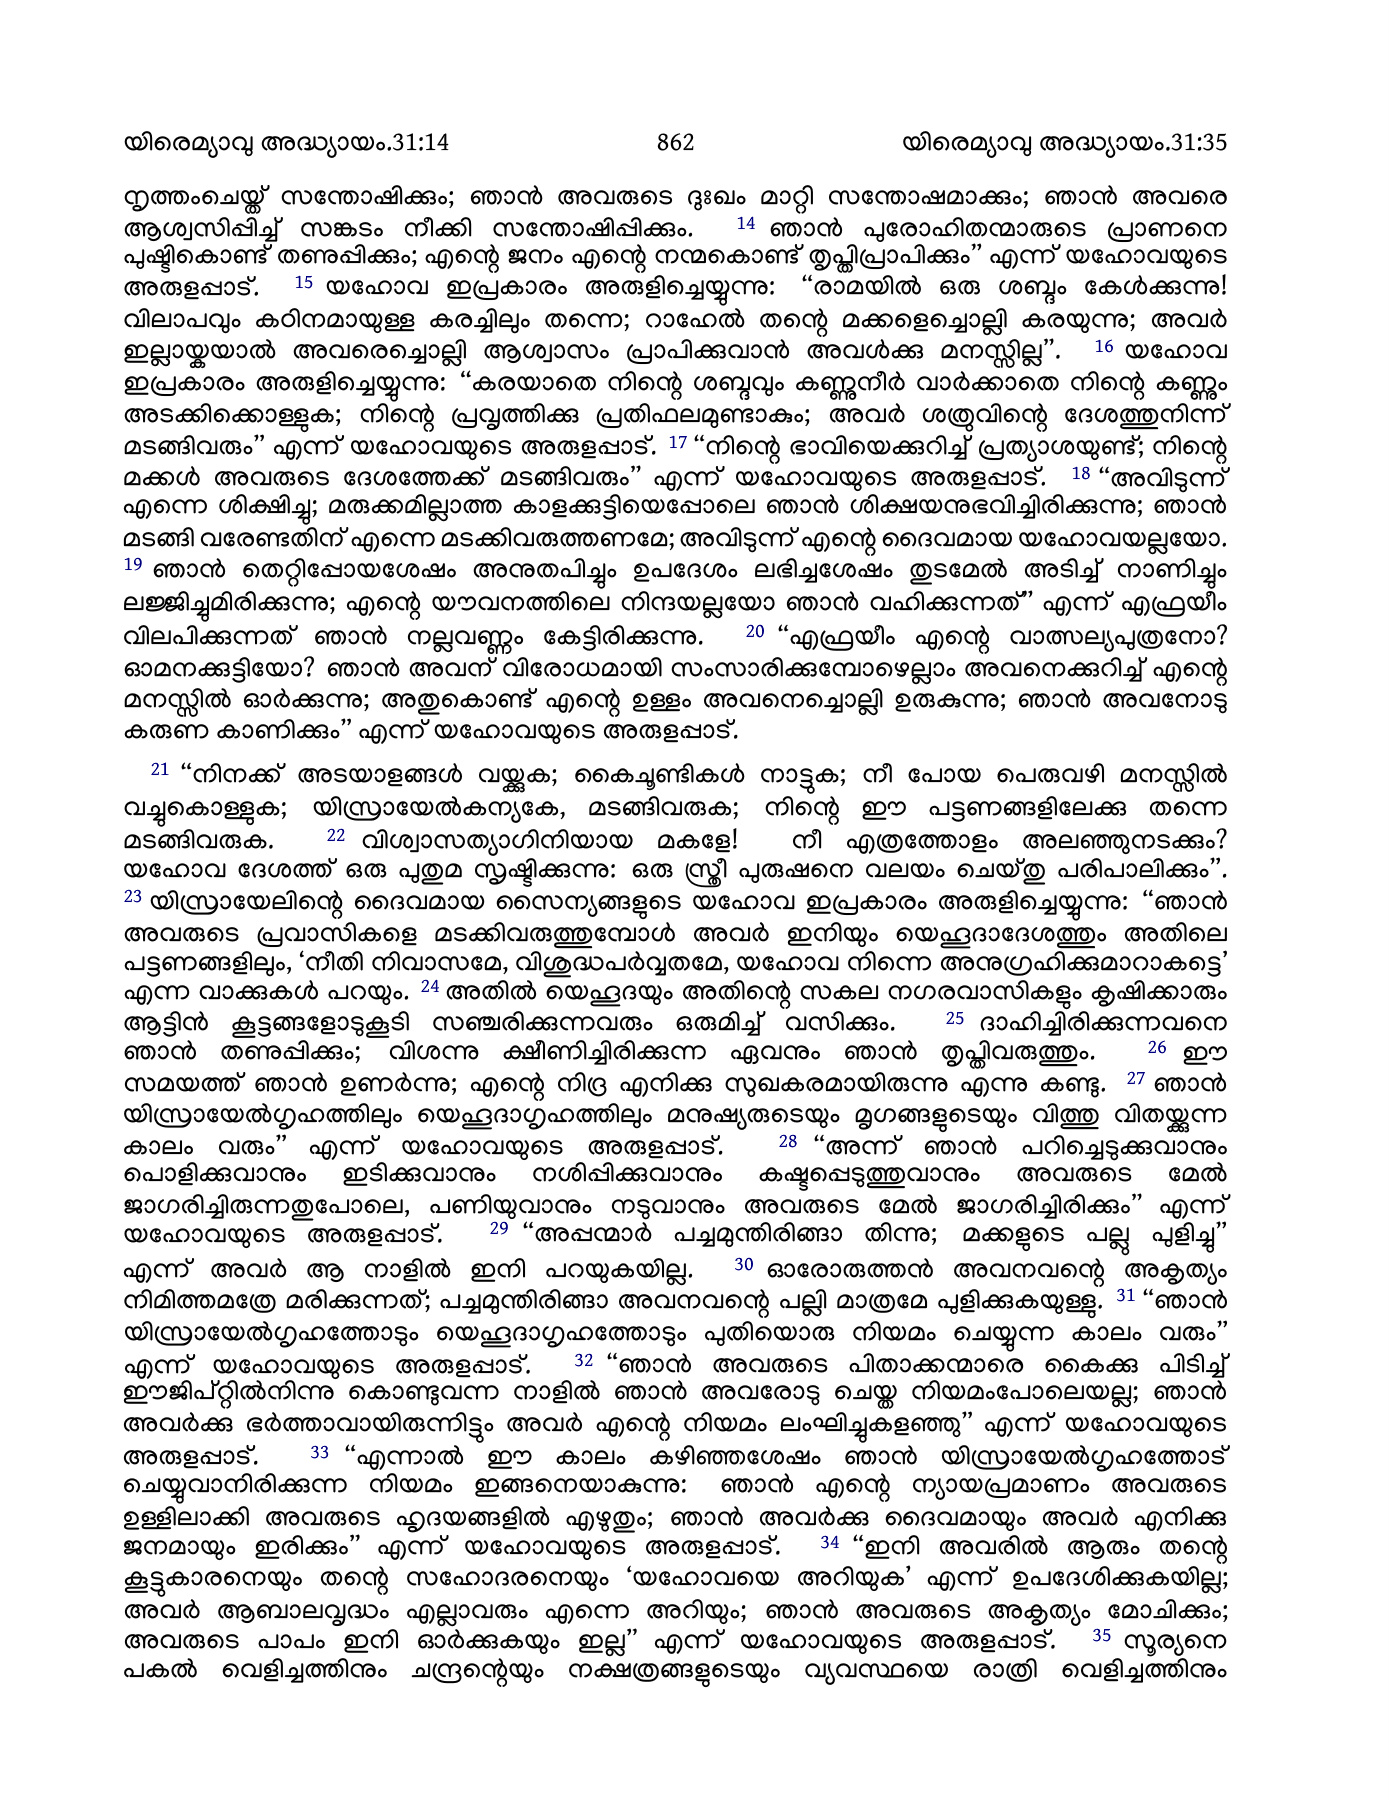 യിരെമ്യാവു അദ്ധ്യായം.31:14 862 യിരെമ്യാവു അദ്ധ്യായം.31:35
നൃത്തംചെയ്ത് സന്തോഷിക്കും; ഞാൻ അവരുടെ ദുഃഖം മാറ്റി സന്തോഷമാക്കും; ഞാൻ അവരെ
ആശ്വസിപ്പിച്ച് സങ്കടം നീക്കി സന്തോഷിപ്പിക്കും. 14 ഞാൻ പുരോഹിതന്മാരുടെ പ്രാണനെ
പുഷ്ടികൊണ്ട് തണുപ്പിക്കും; എന്റെ ജനം എന്റെ നന്മകൊണ്ട് തൃപ്തിപ്രാപിക്കും” എന്ന് യഹോവയുടെ
അരുളപ്പാട്. 15 യഹോവ ഇപ്രകാരം അരുളിച്ചെയ്യുന്നു: “രാമയിൽ ഒരു ശബ്ദം കേൾക്കുന്നു!
വിലാപവും കഠിനമായുള്ള കരച്ചിലും തന്നെ; റാഹേൽ തന്റെ മക്കളെച്ചൊല്ലി കരയുന്നു; അവർ
ഇല്ലായ്കയാൽ അവരെച്ചൊല്ലി ആശ്വാസം പ്രാപിക്കുവാൻ അവൾക്കു മനസ്സില്ല”. 16 യഹോവ
ഇപ്രകാരം അരുളിച്ചെയ്യുന്നു: “കരയാതെ നിന്റെ ശബ്ദവും കണ്ണുനീർ വാർക്കാതെ നിന്റെ കണ്ണും
അടക്കിക്കൊള്ളുക; നിന്റെ പ്രവൃത്തിക്കു പ്രതിഫലമുണ്ടാകും; അവർ ശത്രുവിന്റെ ദേശത്തുനിന്ന്
മടങ്ങിവരും” എന്ന് യഹോവയുടെ അരുളപ്പാട്. 17 “നിന്റെ ഭാവിയെക്കുറിച്ച് പ്രത്യാശയുണ്ട്; നിന്റെ
മക്കൾ അവരുടെ ദേശത്തേക്ക് മടങ്ങിവരും” എന്ന് യഹോവയുടെ അരുളപ്പാട്. 18 “അവിടുന്ന്
എന്നെ ശിക്ഷിച്ചു; മരുക്കമില്ലാത്ത കാളക്കുട്ടിയെപ്പോലെ ഞാൻ ശിക്ഷയനുഭവിച്ചിരിക്കുന്നു; ഞാൻ
മടങ്ങി വരേണ്ടതിന് എന്നെ മടക്കിവരുത്തണമേ; അവിടുന്ന് എന്റെ ദൈവമായ യഹോവയല്ലയോ.
19 ഞാൻ തെറ്റിപ്പോയശേഷം അനുതപിച്ചും ഉപദേശം ലഭിച്ചശേഷം തുടമേൽ അടിച്ച് നാണിച്ചും
ലജ്ജിച്ചുമിരിക്കുന്നു; എന്റെ യൗവനത്തിലെ നിന്ദയല്ലയോ ഞാൻ വഹിക്കുന്നത്” എന്ന് എഫ്രയീം
വിലപിക്കുന്നത് ഞാൻ നല്ലവണ്ണം കേട്ടിരിക്കുന്നു. 20 “എഫ്രയീം എന്റെ വാത്സല്യപുത്രനോ?
ഓമനക്കുട്ടിയോ? ഞാൻ അവന് വിരോധമായി സംസാരിക്കുമ്പോഴെല്ലാം അവനെക്കുറിച്ച് എന്റെ
മനസ്സിൽ ഓർക്കുന്നു; അതുകൊണ്ട് എന്റെ ഉള്ളം അവനെച്ചൊല്ലി ഉരുകുന്നു; ഞാൻ അവനോടു
കരുണ കാണിക്കും” എന്ന് യഹോവയുടെ അരുളപ്പാട്.
21 “നിനക്ക് അടയാളങ്ങൾ വയ്ക്കുക; കൈചൂണ്ടികൾ നാട്ടുക; നീ പോയ പെരുവഴി മനസ്സിൽ
വച്ചുകൊള്ളുക; യിസ്രായേൽകന്യകേ, മടങ്ങിവരുക; നിന്റെ ഈ പട്ടണങ്ങളിലേക്കു തന്നെ
മടങ്ങിവരുക. 22 വിശ്വാസത്യാഗിനിയായ മകളേ! നീ എത്രത്തോളം അലഞ്ഞുനടക്കും?
യഹോവ ദേശത്ത് ഒരു പുതുമ സൃഷ്ടിക്കുന്നു: ഒരു സ്ത്രീ പുരുഷനെ വലയം ചെയ്തു പരിപാലിക്കും”.
23 യിസ്രായേലിന്റെ ദൈവമായ സൈന്യങ്ങളുടെ യഹോവ ഇപ്രകാരം അരുളിച്ചെയ്യുന്നു: “ഞാൻ
അവരുടെ പ്രവാസികളെ മടക്കിവരുത്തുമ്പോൾ അവർ ഇനിയും യെഹൂദാദേശത്തും അതിലെ
പട്ടണങ്ങളിലും, ‘നീതി നിവാസമേ, വിശുദ്ധപർവ്വതമേ, യഹോവ നിന്നെ അനുഗ്രഹിക്കുമാറാകട്ടെ’
എന്ന വാക്കുകൾ പറയും. 24 അതിൽ യെഹൂദയും അതിന്റെ സകല നഗരവാസികളും കൃഷിക്കാരും
ആട്ടിൻ കൂട്ടങ്ങളോടുകൂടി സഞ്ചരിക്കുന്നവരും ഒരുമിച്ച് വസിക്കും. 25 ദാഹിച്ചിരിക്കുന്നവനെ
ഞാൻ തണുപ്പിക്കും; വിശന്നു ക്ഷീണിച്ചിരിക്കുന്ന ഏവനും ഞാൻ തൃപ്തിവരുത്തും. 26 ഈ
സമയത്ത് ഞാൻ ഉണർന്നു; എന്റെ നിദ്ര എനിക്കു സുഖകരമായിരുന്നു എന്നു കണ്ടു. 27 ഞാൻ
യിസ്രായേൽഗൃഹത്തിലും യെഹൂദാഗൃഹത്തിലും മനുഷ്യരുടെയും മൃഗങ്ങളുടെയും വിത്തു വിതയ്ക്കുന്ന
കാലം വരും” എന്ന് യഹോവയുടെ അരുളപ്പാട്. 28 “അന്ന് ഞാൻ പറിച്ചെടുക്കുവാനും
പൊളിക്കുവാനും ഇടിക്കുവാനും നശിപ്പിക്കുവാനും കഷ്ടപ്പെടുത്തുവാനും അവരുടെ മേൽ
ജാഗരിച്ചിരുന്നതുപോലെ, പണിയുവാനും നടുവാനും അവരുടെ മേൽ ജാഗരിച്ചിരിക്കും” എന്ന്
യഹോവയുടെ അരുളപ്പാട്. 29 “അപ്പന്മാർ പച്ചമുന്തിരിങ്ങാ തിന്നു; മക്കളുടെ പല്ലു പുളിച്ചു”
എന്ന് അവർ ആ നാളിൽ ഇനി പറയുകയില്ല. 30 ഓരോരുത്തൻ അവനവന്റെ അകൃത്യം
നിമിത്തമത്രേ മരിക്കുന്നത്; പച്ചമുന്തിരിങ്ങാ അവനവന്റെ പല്ലി മാത്രമേ പുളിക്കുകയുള്ളു. 31 “ഞാൻ
യിസ്രായേൽഗൃഹത്തോടും യെഹൂദാഗൃഹത്തോടും പുതിയൊരു നിയമം ചെയ്യുന്ന കാലം വരും”
എന്ന് യഹോവയുടെ അരുളപ്പാട്. 32 “ഞാൻ അവരുടെ പിതാക്കന്മാരെ കൈക്കു പിടിച്ച്
ഈജിപ്റ്റിൽനിന്നു കൊണ്ടുവന്ന നാളിൽ ഞാൻ അവരോടു ചെയ്ത നിയമംപോലെയല്ല; ഞാൻ
അവർക്കു ഭർത്താവായിരുന്നിട്ടും അവർ എന്റെ നിയമം ലംഘിച്ചുകളഞ്ഞു” എന്ന് യഹോവയുടെ
അരുളപ്പാട്. 33 “എന്നാൽ ഈ കാലം കഴിഞ്ഞശേഷം ഞാൻ യിസ്രായേൽഗൃഹത്തോട്
ചെയ്യുവാനിരിക്കുന്ന നിയമം ഇങ്ങനെയാകുന്നു: ഞാൻ എന്റെ ന്യായപ്രമാണം അവരുടെ
ഉള്ളിലാക്കി അവരുടെ ഹൃദയങ്ങളിൽ എഴുതും; ഞാൻ അവർക്കു ദൈവമായും അവർ എനിക്കു
ജനമായും ഇരിക്കും” എന്ന് യഹോവയുടെ അരുളപ്പാട്. 34 “ഇനി അവരിൽ ആരും തന്റെ
കൂട്ടുകാരനെയും തന്റെ സഹോദരനെയും ‘യഹോവയെ അറിയുക’ എന്ന് ഉപദേശിക്കുകയില്ല;
അവർ ആബാലവൃദ്ധം എല്ലാവരും എന്നെ അറിയും; ഞാൻ അവരുടെ അകൃത്യം മോചിക്കും;
അവരുടെ പാപം ഇനി ഓർക്കുകയും ഇല്ല” എന്ന് യഹോവയുടെ അരുളപ്പാട്. 35 സൂര്യനെ
പകൽ വെളിച്ചത്തിനും ചന്ദ്രന്റെയും നക്ഷത്രങ്ങളുടെയും വ്യവസ്ഥയെ രാത്രി വെളിച്ചത്തിനും